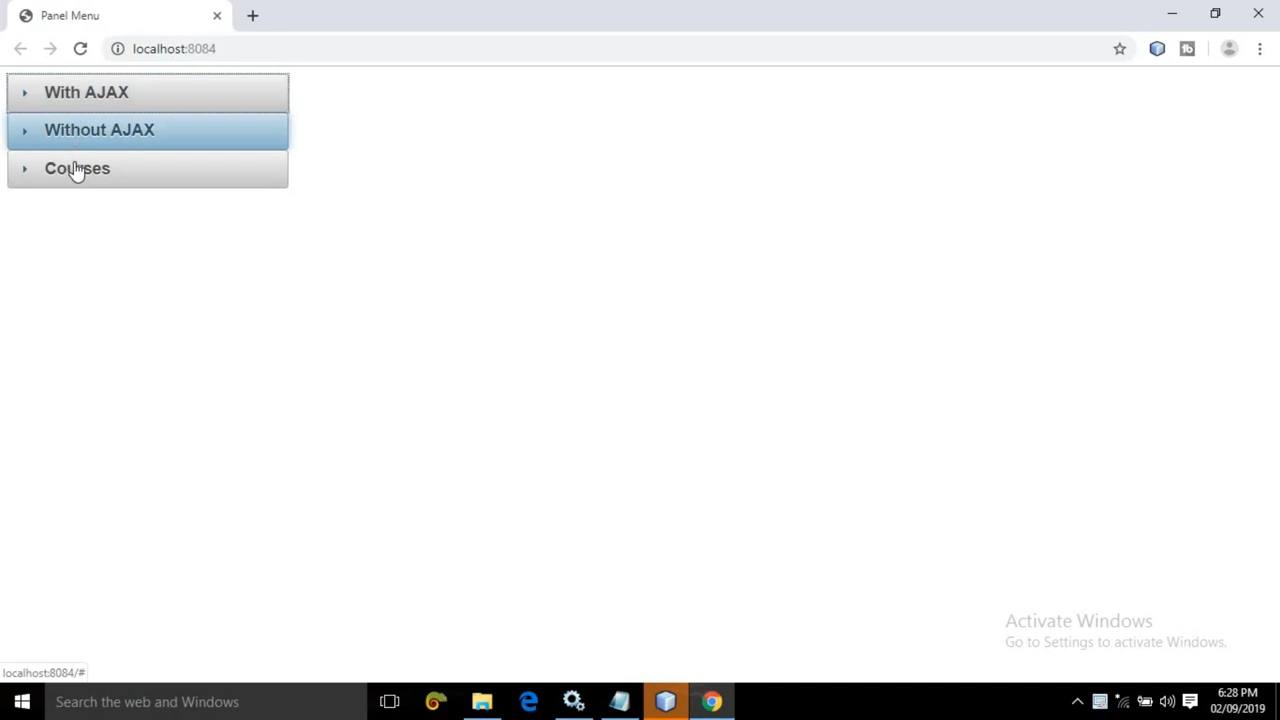 Panel Menu
localhost:8084
With AJAX
Without AJAX
Courses
Activate Windows
Go to Settings to activate Windows.
localhost:8084/#
Search the web and Windows
6:28 PM
02/09/2019